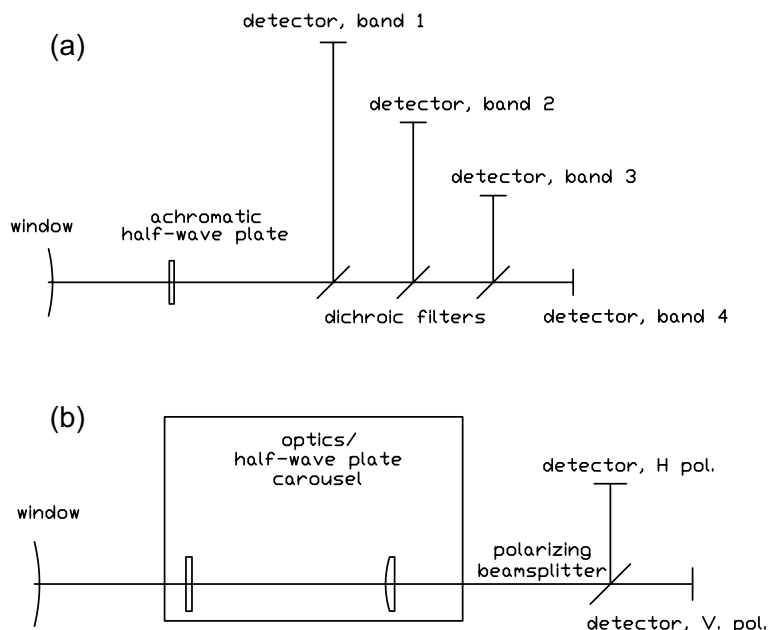 (a)
detector, band 1
detector, band 2
detector, band 3
achromatic
half-wave plate
window
dichroic filters
detector, band 4
(b)
optics/
half-wave plate
carousel
detector, H pol.
window
polarizing
beamsplitter
detector, V. pol.